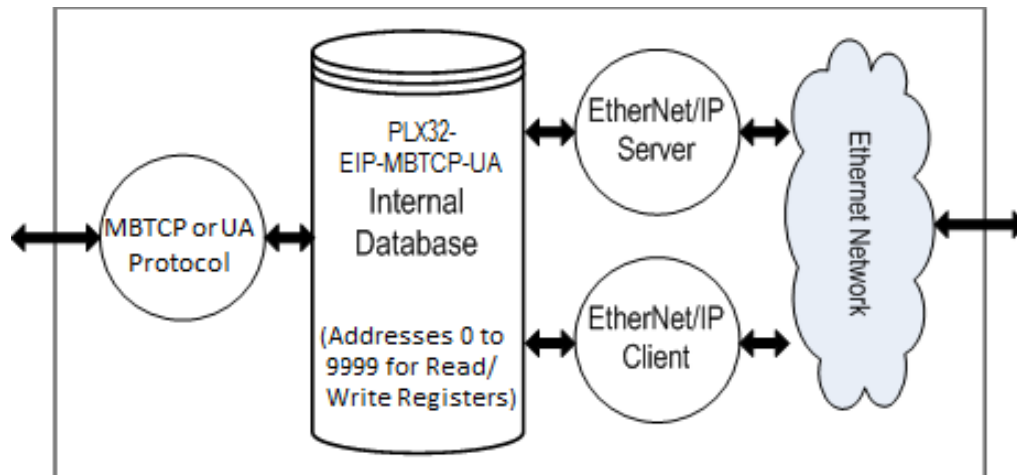 MBTCP or UA
Protocol
PLX32-
EIP-MBTCP-UA
Internal
Database
(Addresses 0 to
9999 for Read/
Write Registers)
EtherNet/IP
Server
EtherNet/IP
Client
Ethernet Network